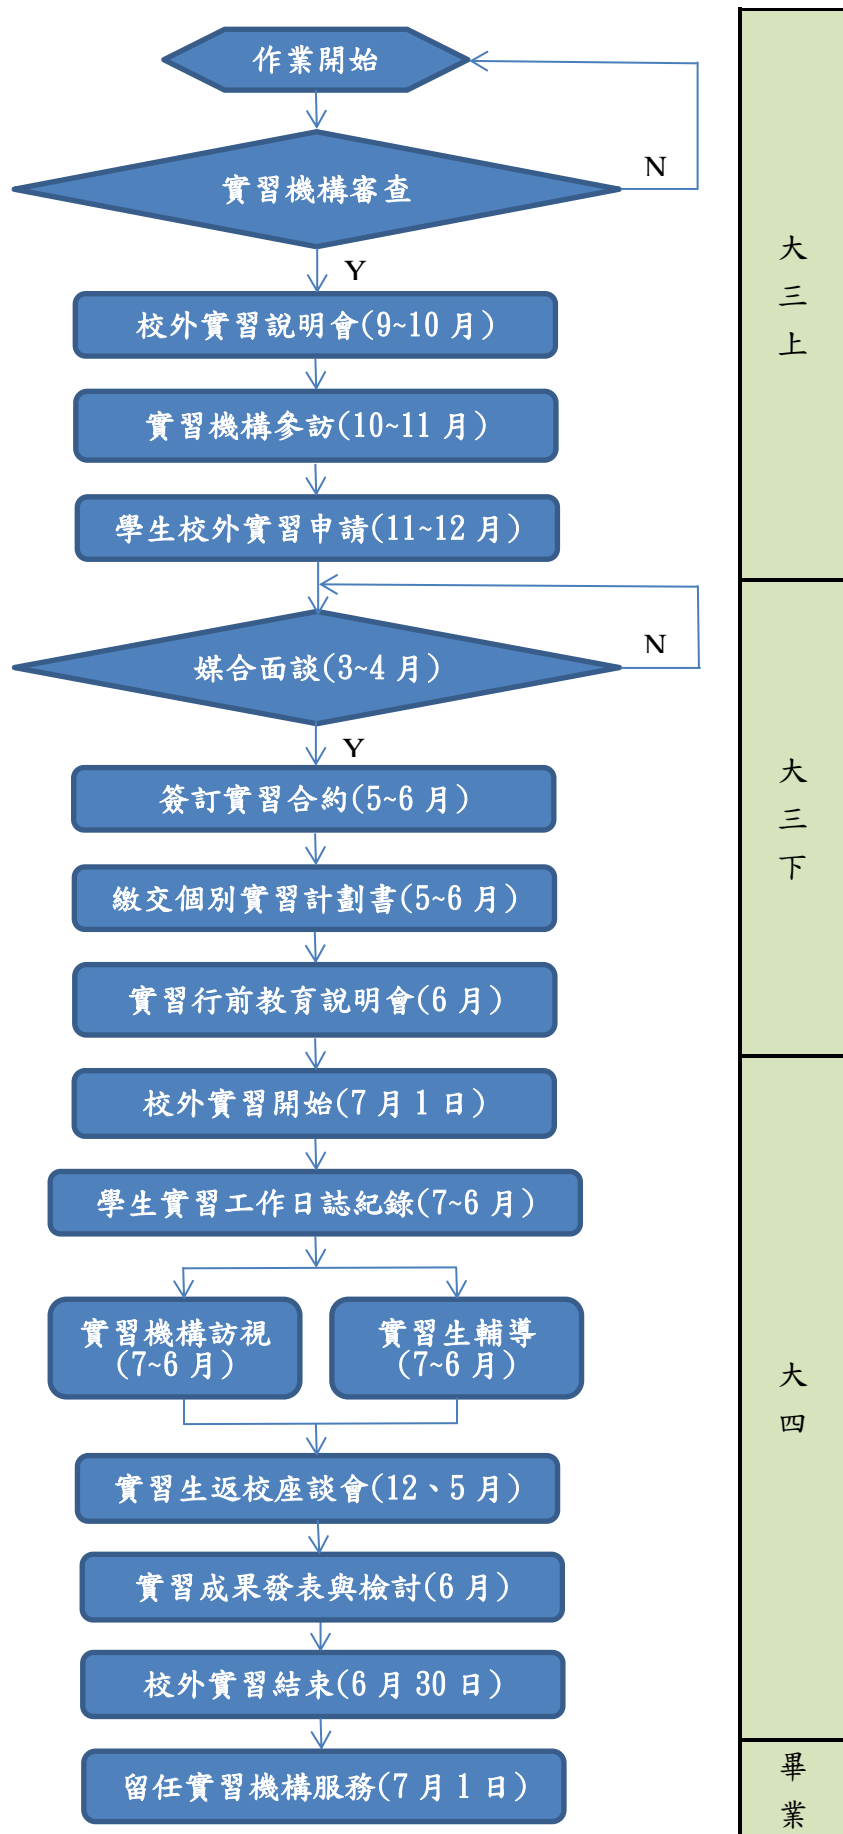 作業開始
實習機構審查
N
Y
校外實習說明會(9~10 月)
實習機構參訪(10~11 月)
學生校外實習申請(11~12 月)
大
三
上
媒合面談(3~4 月)
N
Y
簽訂實習合約(5~6 月)
繳交個別實習計劃書(5~6 月)
實習行前教育說明會(6 月)
大
三
下
校外實習開始(7 月 1 日)
學生實習工作日誌紀錄(7~6 月)
實習機構訪視
(7~6 月)
實習生輔導
(7~6 月)
實習生返校座談會(12、5 月)
實習成果發表與檢討(6 月)
校外實習結束(6 月 30 日)
大
四
留任實習機構服務(7 月 1 日)
畢
業